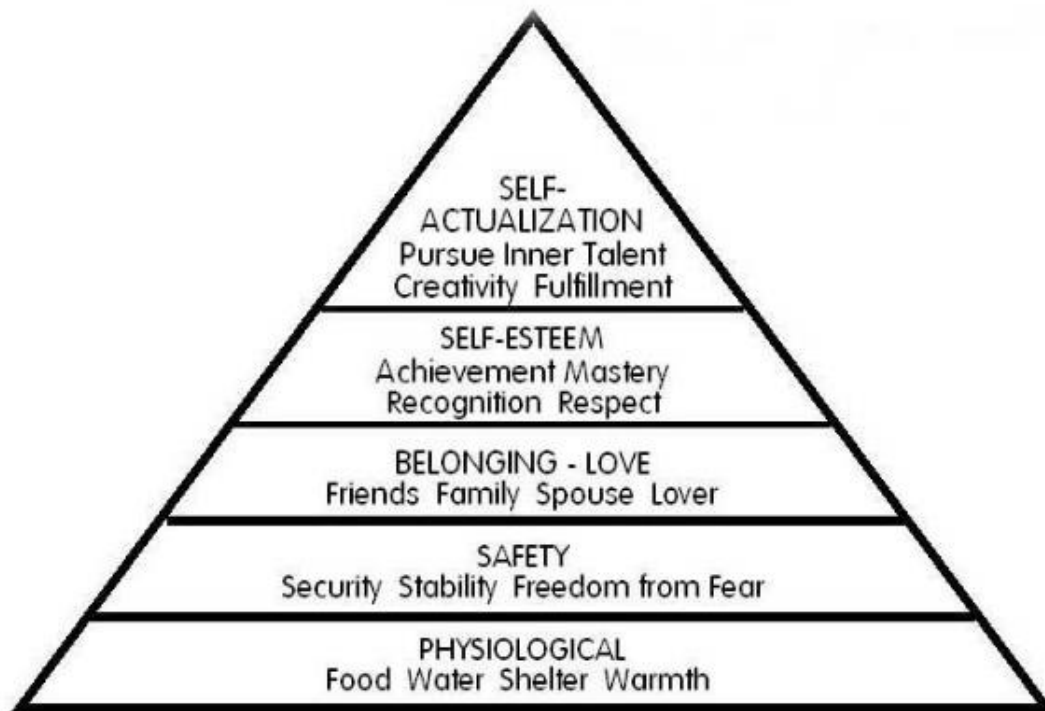 SELF-
ACTUALIZATION
Pursue Inner Talent
Creativity Fulfillment
SELF-ESTEEM
Achievement Mastery
Recognition Respect
BELONGING - LOVE
Friends Family Spouse Lover
SAFETY
Security Stability Freedom from Fear
PHYSIOLOGICAL
Food Water Shelter Warmth